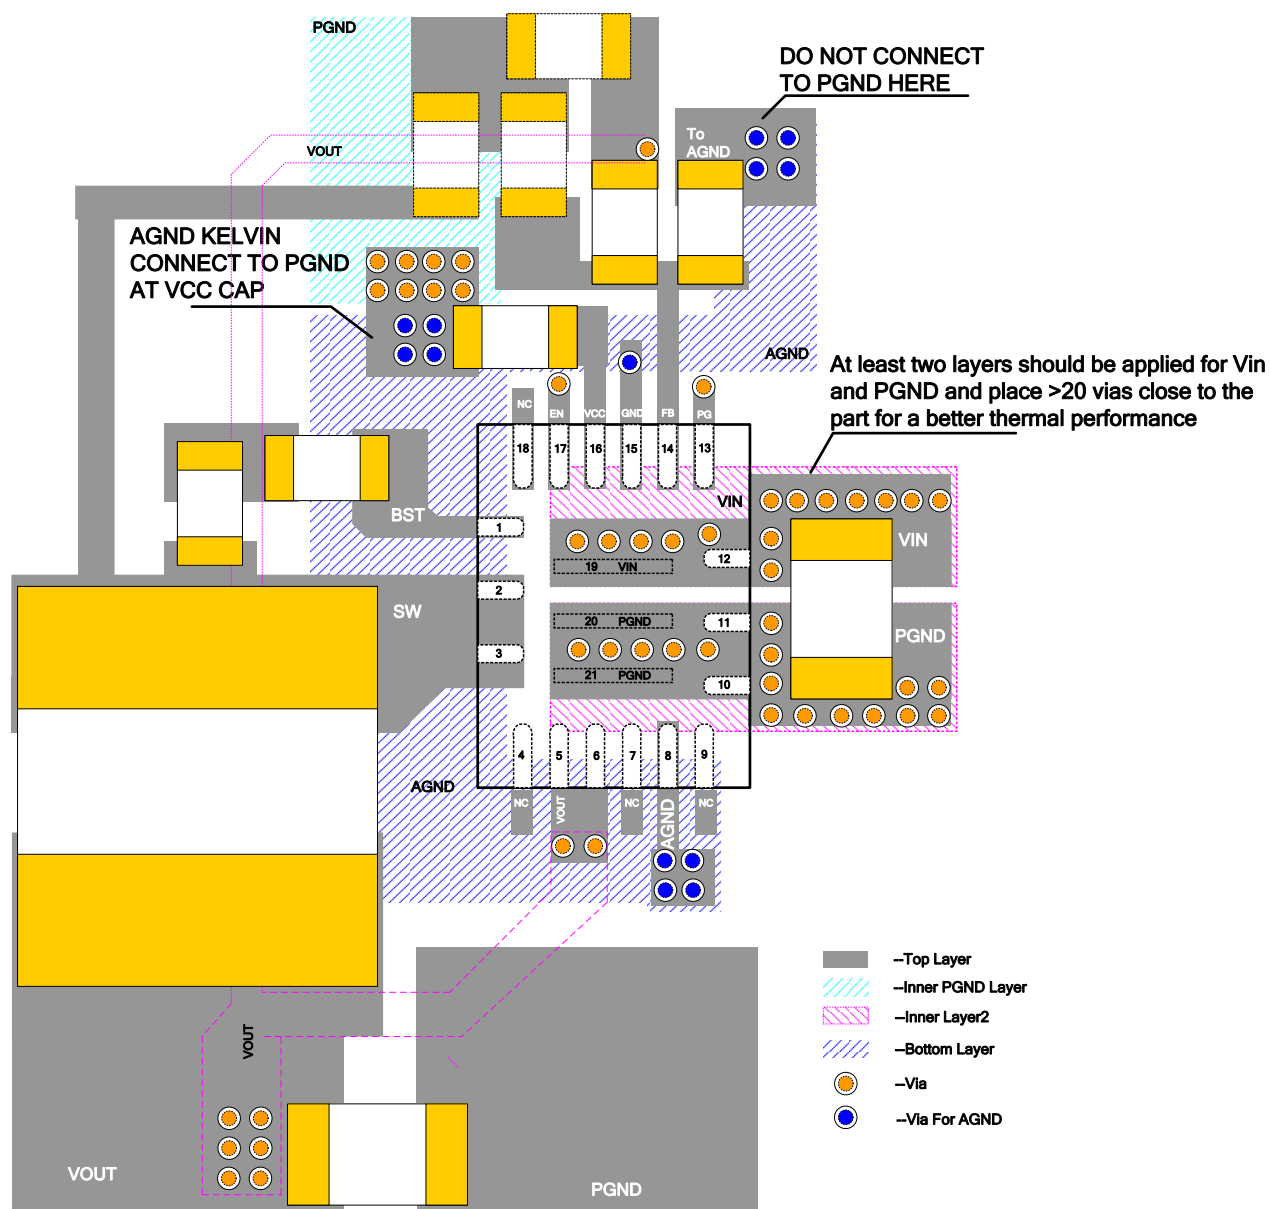 PGND
DO NOT CONNECT
TO PGND HERE
To
AGND
VOUT
AGND KELVIN
CONNECT TO PGND
AT VCC CAP
AGND
At least two layers should be applied for Vin
and PGND and place >20 vias close to the
part for a better thermal performance
NC
EN
VCC
GND
FB
PG
18
17
16
15
14
13
VIN
BST
1
VIN
12
19 VIN
2
SW
20 PGND
11
PGND
3
21 PGND
10
4
5
6
7
8
9
AGND
NC
VOUT
NC
AGND
NC
--Top Layer
--Inner PGND Layer
--Inner Layer2
VOUT
--Bottom Layer
--Via
--Via For AGND
VOUT
PGND